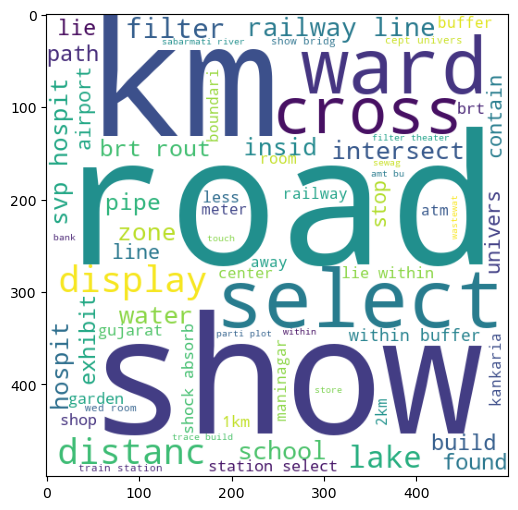 0
100
200
300
400
0
100
200
300
400
lie
filter
railway line
buffer
sabarmati river
show bridg
cept univers
path
km
ward
airport
boundari
cross
brt
contain
svp hospit
brt rout
insid
intersect
filter theater
room
sewag
amt bu
road
pipe
less
meter
railway
stop
atm
wastewat
univers
bank
zone
touch
line
away
display
center
lie within
select
water
gujarat
exhibit
hospit
parti plot
within
within buffer
show
shock absorb
maninagar
kankaria
garden
wed room
store
shop
1km
2km
trace build
distanc
school
lake
build
found
train station
station select